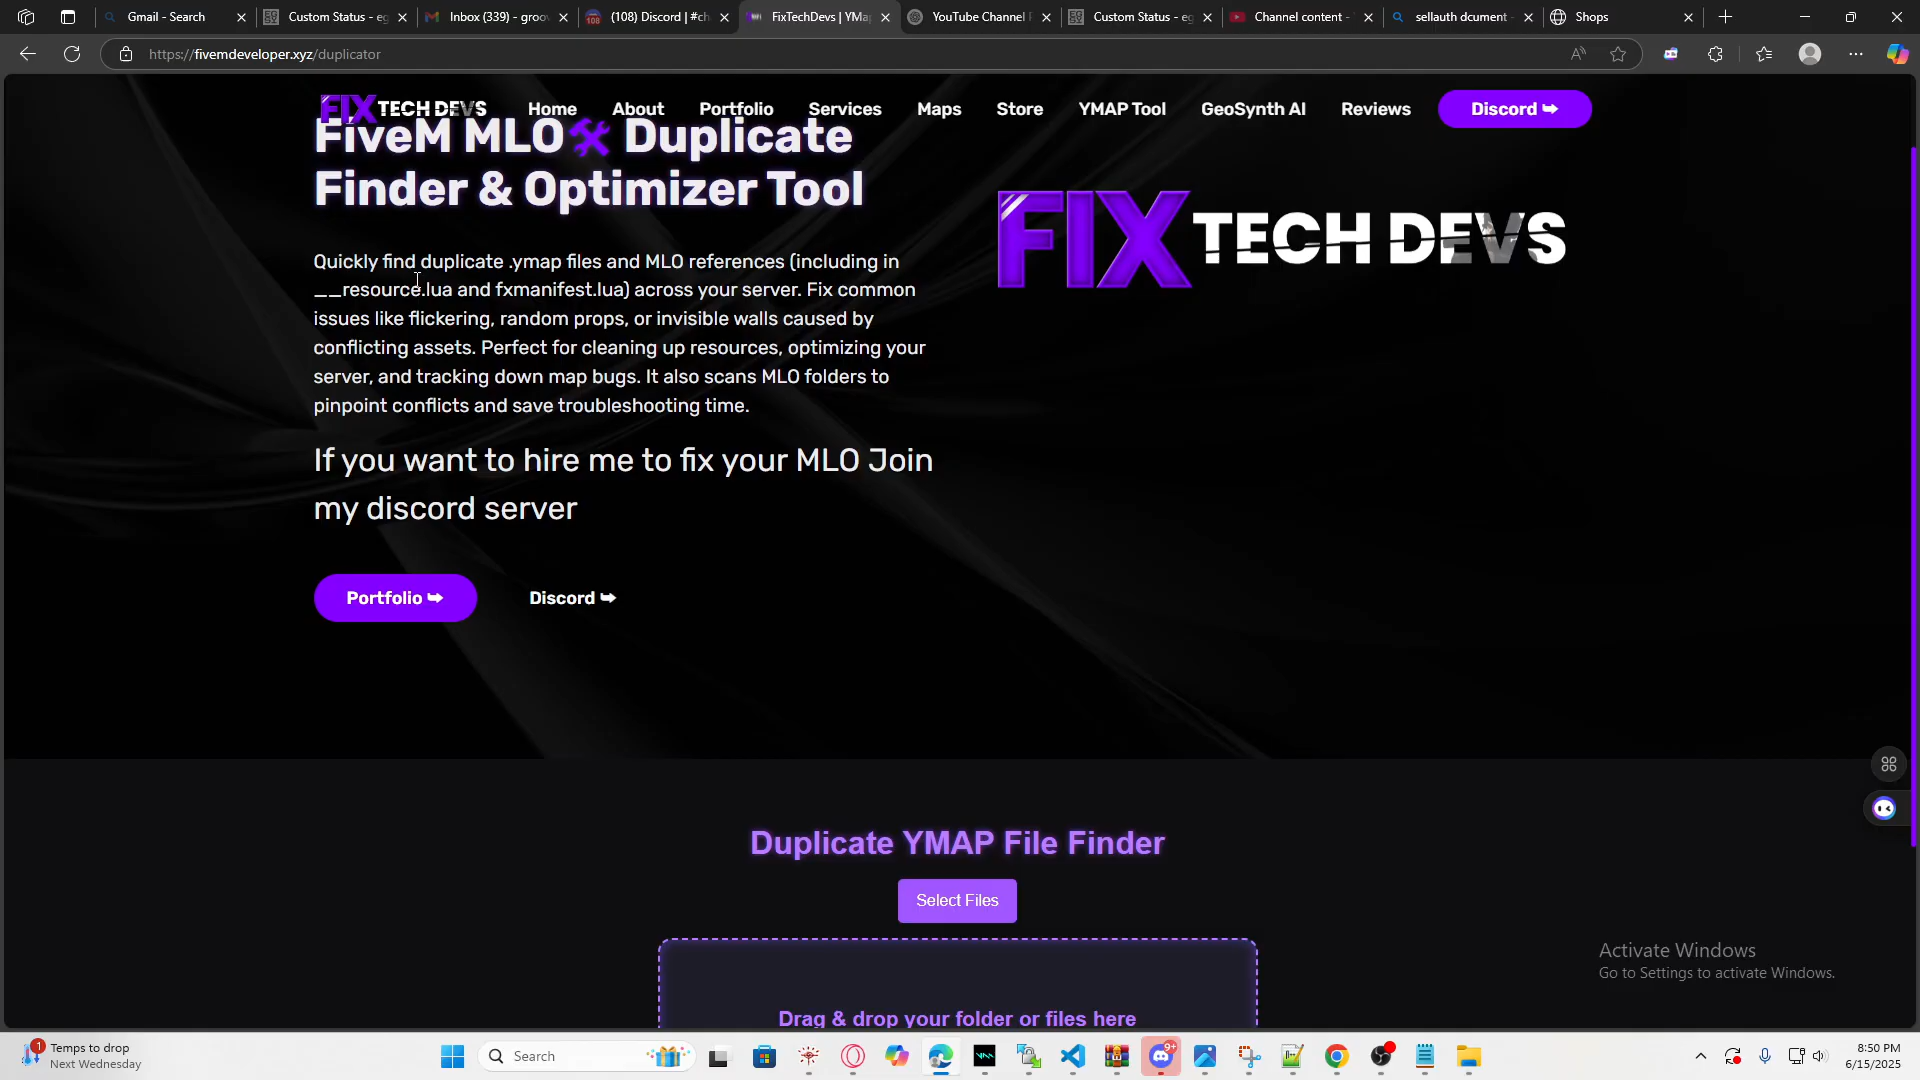 Gmail - Search
Custom Status - eg
Inbox (339) - groov
(108) Discord | #ch
FixTechDevs | YMa
YouTube Channel
Custom Status - eg
Channel content -
sellauth dcument
Shops
https://fivemdeveloper.xyz/duplicator
FIX TECH DEVS
Home
About
Portfolio
Services
Maps
Store
YMAP Tool
GeoSynth AI
Reviews
Discord
FiveM MLO Duplicate
Finder & Optimizer Tool
FIX TECH DEVS
Quickly find duplicate .ymap files and MLO references (including in
__resource.lua and fxmanifest.lua) across your server. Fix common
issues like flickering, random props, or invisible walls caused by
conflicting assets. Perfect for cleaning up resources, optimizing your
server, and tracking down map bugs. It also scans MLO folders to
pinpoint conflicts and save troubleshooting time.
If you want to hire me to fix your MLO Join
my discord server
Portfolio
Discord
Duplicate YMAP File Finder
Select Files
Drag & drop your folder or files here
Activate Windows
Go to Settings to activate Windows.
1
Temps to drop
Next Wednesday
Search
9+
8:50 PM
6/15/2025